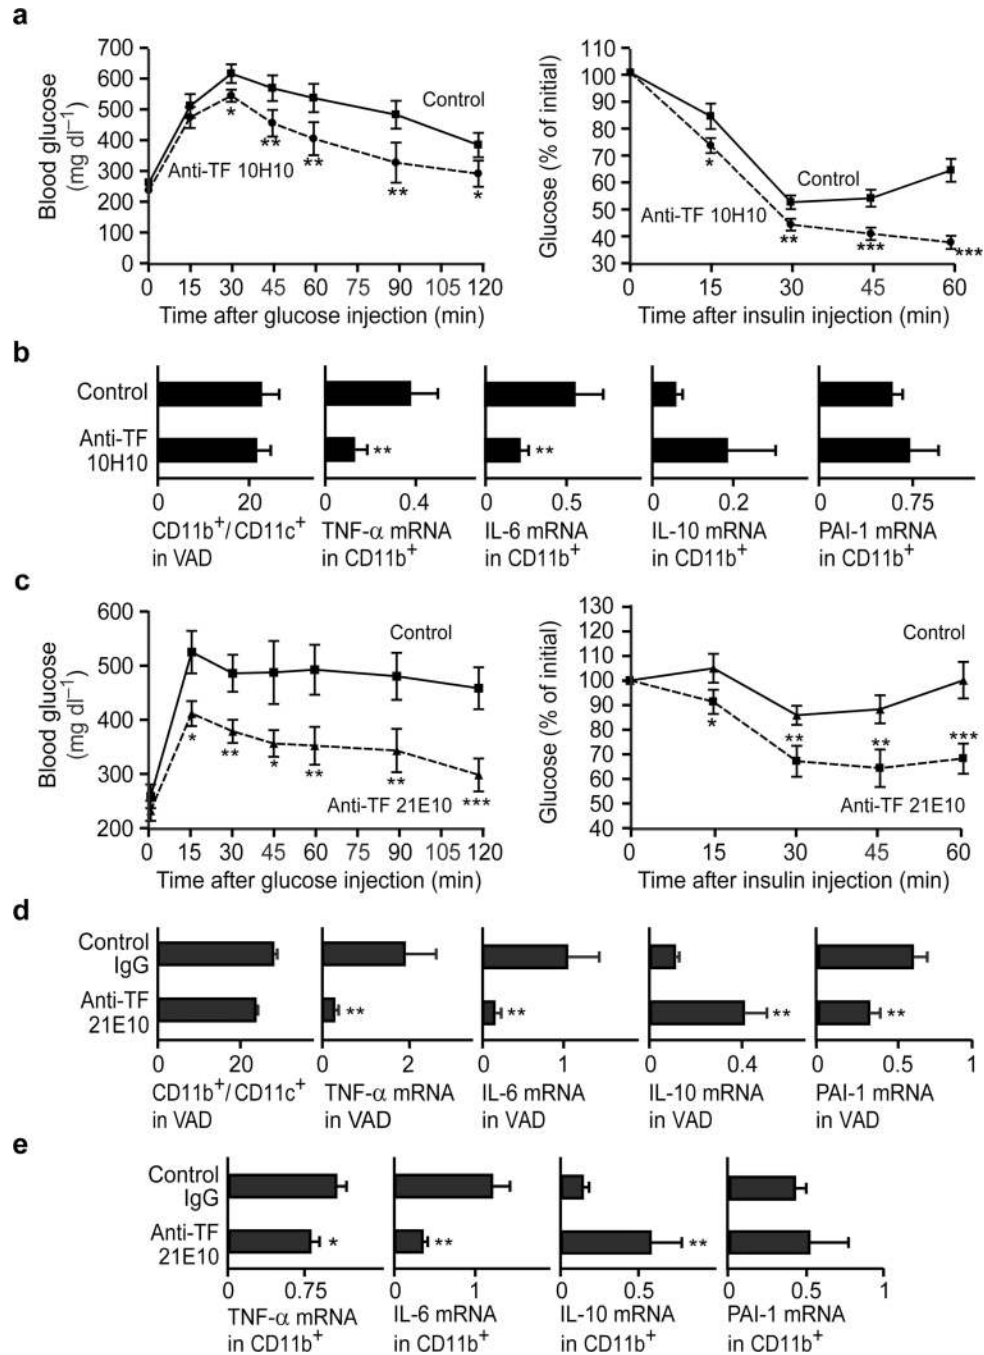 a
700
600
500
400
300
200
100
0
Blood glucose
(mg dl−1)
Control
Anti-TF 10H10
*
**
**
**
*
0 15 30 45 60 75 90 105 120
Time after glucose injection (min)
110
100
90
80
70
60
50
40
30
Glucose (% of initial)
Control
Anti-TF 10H10
*
**
***
***
0 15 30 45 60
Time after insulin injection (min)
b
Control
Anti-TF
10H10
0 20
CD11b+/CD11c+
in VAD
**
0 0.4
TNF-α mRNA
in CD11b+
**
0 0.5
IL-6 mRNA
in CD11b+
0 0.2
IL-10 mRNA
in CD11b+
0 0.75
PAI-1 mRNA
in CD11b+
c
600
500
400
300
200
Blood glucose
(mg dl−1)
Control
*
**
*
**
**
***
Anti-TF 21E10
0 15 30 45 60 75 90 105 120
Time after glucose injection (min)
130
120
110
100
90
80
70
60
50
40
Glucose (% of initial)
Control
*
**
**
***
Anti-TF 21E10
0 15 30 45 60
Time after insulin injection (min)
d
Control
IgG
Anti-TF
21E10
0 20
CD11b+/CD11c+
in VAD
**
0 2
TNF-α mRNA
in VAD
**
0 1
IL-6 mRNA
in VAD
**
0 0.4
IL-10 mRNA
in VAD
**
0 0.5 1
PAI-1 mRNA
in VAD
e
Control
IgG
Anti-TF
21E10
*
0 0.75
TNF-α mRNA
in CD11b+
**
0 1
IL-6 mRNA
in CD11b+
**
0 0.5
IL-10 mRNA
in CD11b+
0 0.5 1
PAI-1 mRNA
in CD11b+